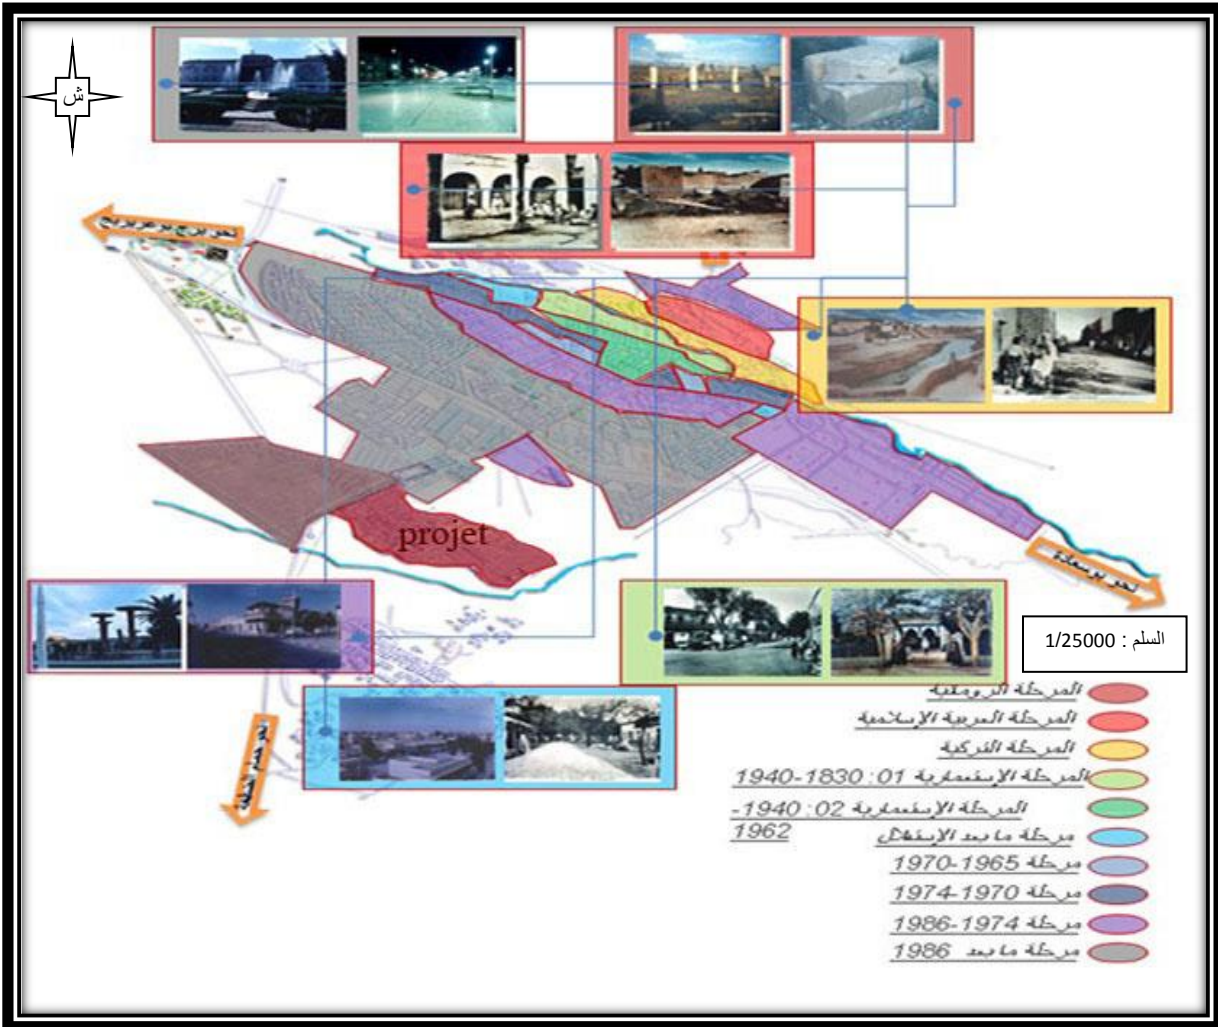 ش
نحو برج بوعريريج
projet
نحو بوسعادة
السلم : 1/25000
المرحلة الرومانية
المرحلة العربية الإسلامية
المرحلة التركية
المرحلة الإستعمارية 01 : 1830-1940
المرحلة الإستعمارية 02 : 1940-
1962
مرحلة ما بعد الإستقلال
مرحلة 1965-1970
مرحلة 1970-1974
مرحلة 1974-1986
مرحلة ما بعد 1986